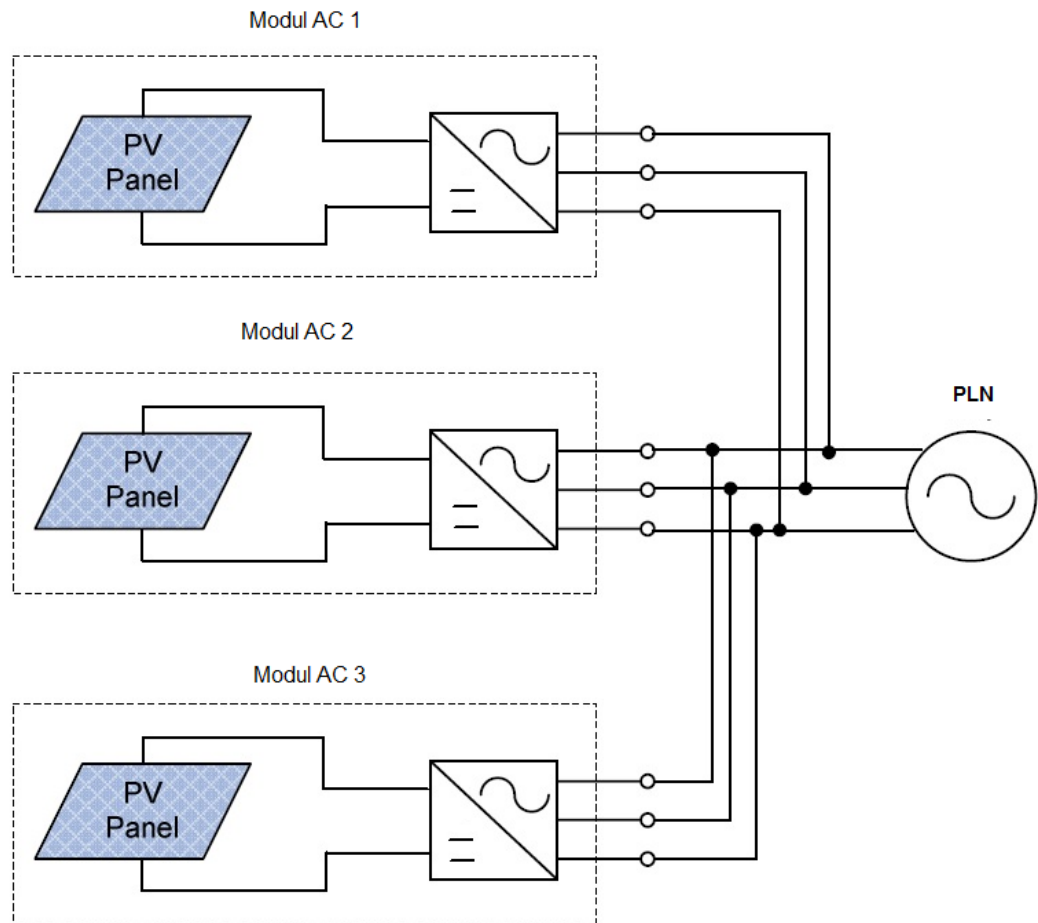 Modul AC 1
PV
Panel
Modul AC 2
PV
Panel
PLN
Modul AC 3
PV
Panel